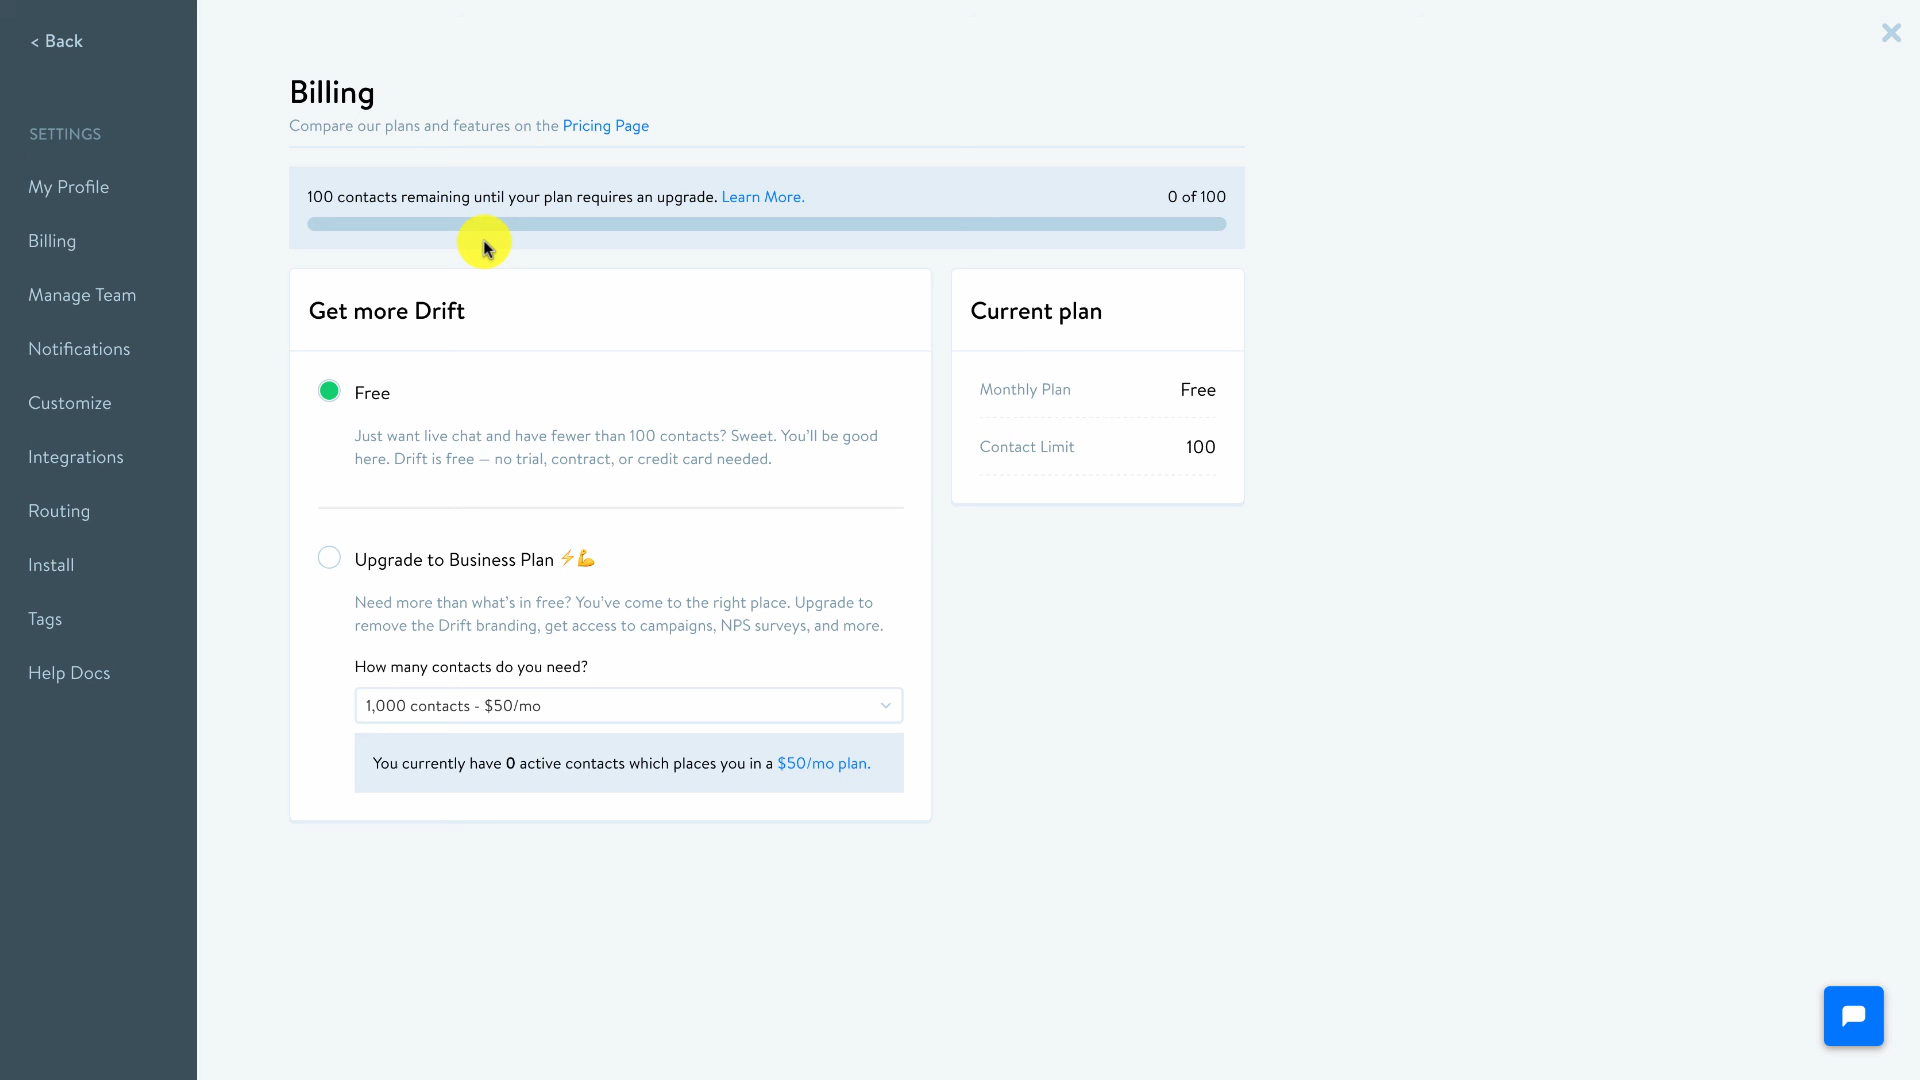 < Back
SETTINGS
My Profile
Billing
Manage Team
Notifications
Customize
Integrations
Routing
Install
Tags
Help Docs
Billing
Compare our plans and features on the Pricing Page
100 contacts remaining until your plan requires an upgrade. Learn More.
0 of 100
Get more Drift
Free
Just want live chat and have fewer than 100 contacts? Sweet. You'll be good
here. Drift is free — no trial, contract, or credit card needed.
Upgrade to Business Plan ⚡💪
Need more than what's in free? You've come to the right place. Upgrade to
remove the Drift branding, get access to campaigns, NPS surveys, and more.
How many contacts do you need?
1,000 contacts - $50/mo
You currently have 0 active contacts which places you in a $50/mo plan.
Current plan
Monthly Plan Free
Contact Limit 100